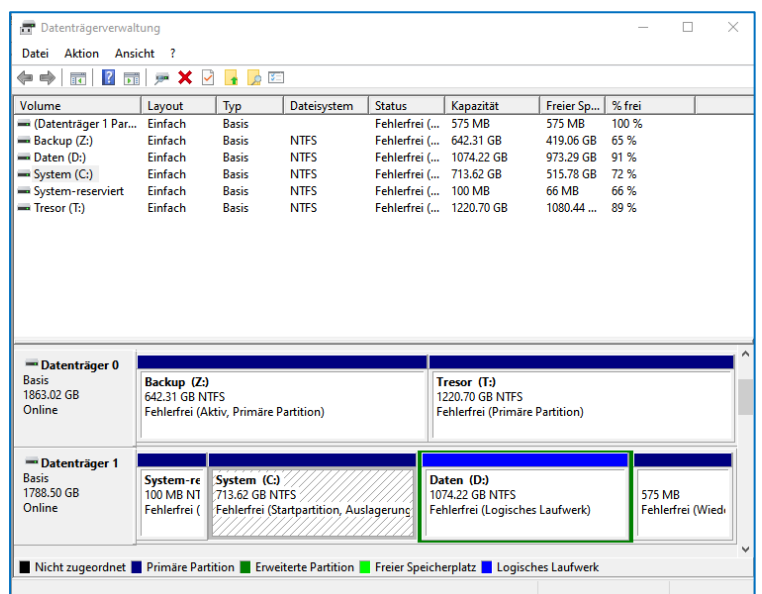 Datenträgerverwaltung
Datei Aktion Ansicht ?
Volume Layout Typ Dateisystem Status Kapazität Freier Sp... % frei
(Datenträger 1 Par... Einfach Basis Fehlerfrei (... 575 MB 575 MB 100 %
Backup (Z:) Einfach Basis NTFS Fehlerfrei (... 642.31 GB 419.06 GB 65 %
Daten (D:) Einfach Basis NTFS Fehlerfrei (... 1074.22 GB 973.29 GB 91 %
System (C:) Einfach Basis NTFS Fehlerfrei (... 713.62 GB 515.78 GB 72 %
System-reserviert Einfach Basis NTFS Fehlerfrei (... 100 MB 66 MB 66 %
Tresor (T:) Einfach Basis NTFS Fehlerfrei (... 1220.70 GB 1080.44 ... 89 %
Datenträger 0
Basis
1863.02 GB
Online
Backup (Z:)
642.31 GB NTFS
Fehlerfrei (Aktiv, Primäre Partition)
Tresor (T:)
1220.70 GB NTFS
Fehlerfrei (Primäre Partition)
Datenträger 1
Basis
1788.50 GB
Online
System-re
100 MB NT
Fehlerfrei (
System (C:)
713.62 GB NTFS
Fehlerfrei (Startpartition, Auslagerung
Daten (D:)
1074.22 GB NTFS
Fehlerfrei (Logisches Laufwerk)
575 MB
Fehlerfrei (Wied
Nicht zugeordnet Primäre Partition Erweiterte Partition Freier Speicherplatz Logisches Laufwerk